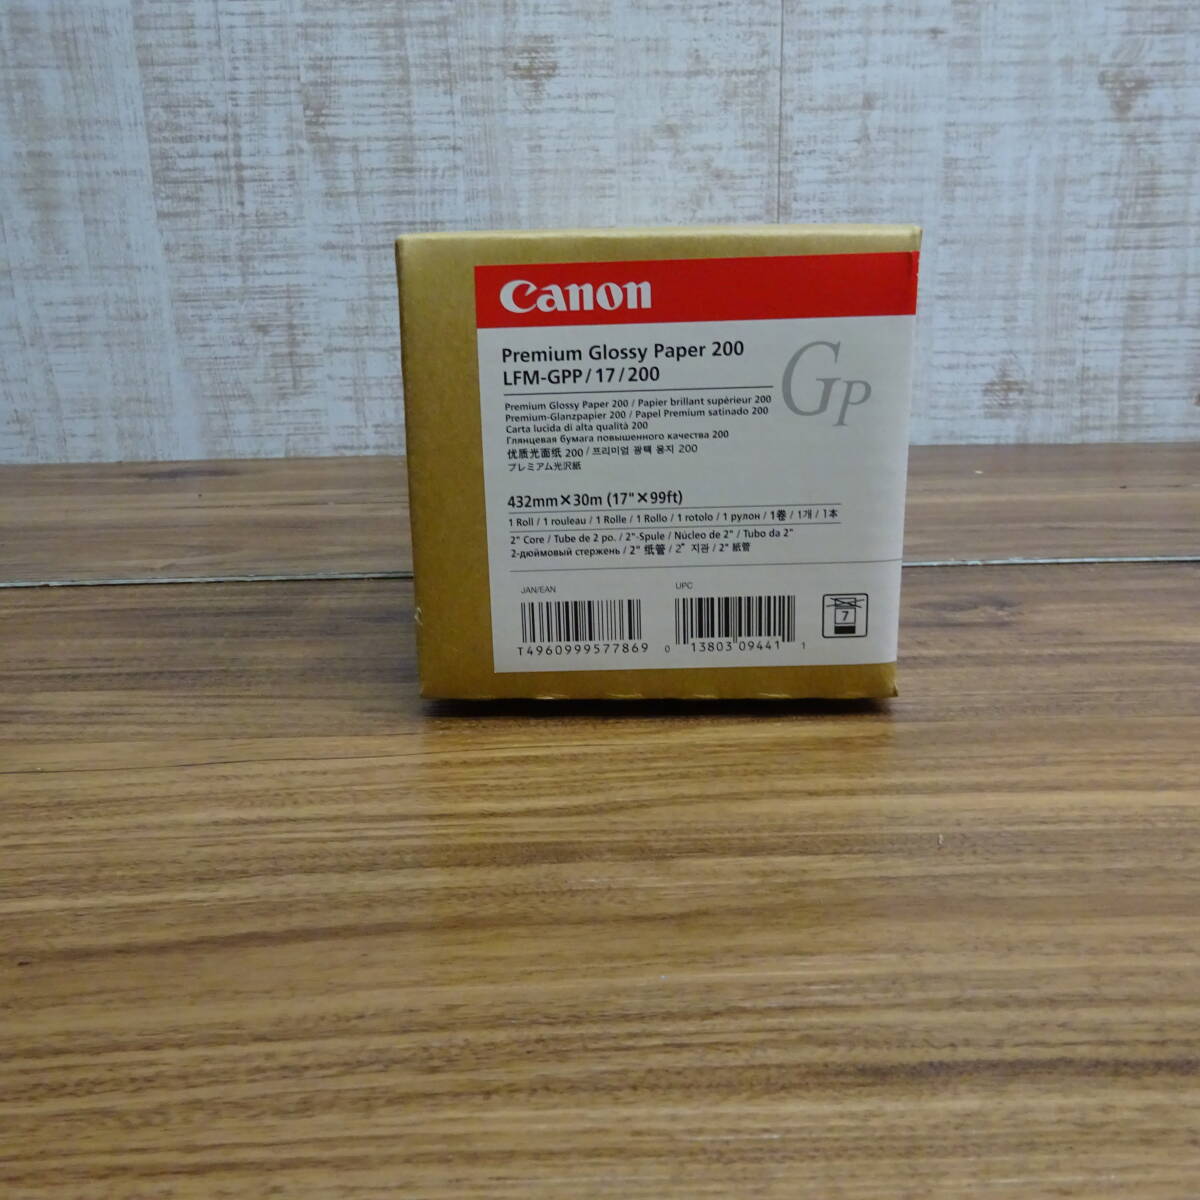 Canon
Premium Glossy Paper 200
LFM-GPP/17/200
GP
Premium Glossy Paper 200 / Papier brillant supérieur 200
Premium-Glanzpapier 200 / Papel Premium satinado 200
Carta lucida di alta qualità 200
Глянцевая бумага повышенного качества 200
优质光面纸 200 / 프리미엄 광택 용지 200
プレミアム光沢紙
432mm×30m (17"×99ft)
1 Roll / 1 rouleau / 1 Rolle / 1 Rollo / 1 rotolo / 1 рулон / 1卷 / 1개 / 1本
2" Core / Tube de 2 po. / 2"-Spule / Núcleo de 2" / Tubo da 2"
2-дюймовый стержень / 2" 纸管 / 2" 지관 / 2" 紙管
JAN/EAN
UPC
T4960999577869
0 13803 09441 1
7